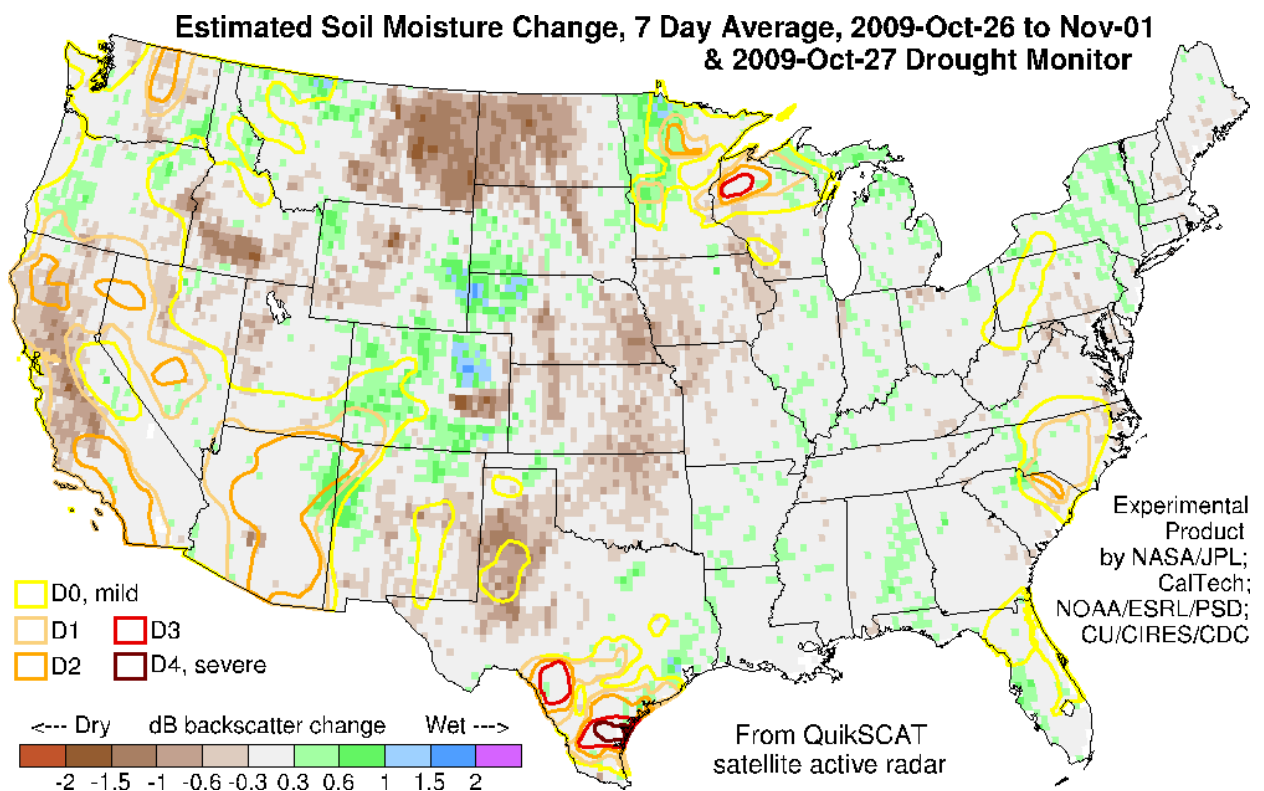 Estimated Soil Moisture Change, 7 Day Average, 2009-Oct-26 to Nov-01
& 2009-Oct-27 Drought Monitor
Experimental
Product
by NASA/JPL;
CalTech;
NOAA/ESRL/PSD;
CU/CIRES/CDC
D0, mild
D1
D3
D2
D4, severe
<--- Dry dB backscatter change Wet --->
-2 -1.5 -1 -0.6 -0.3 0.3 0.6 1 1.5 2
From QuikSCAT
satellite active radar